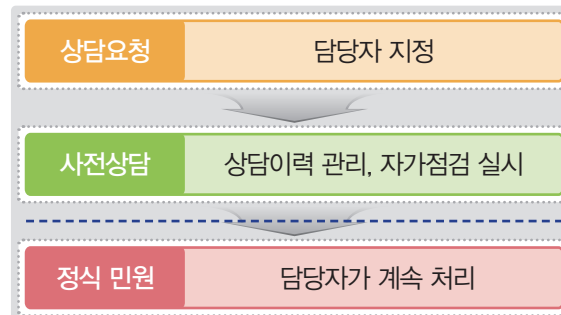 상담요청 담당자 지정
사전상담 상담이력 관리, 자가점검 실시
정식 민원 담당자가 계속 처리